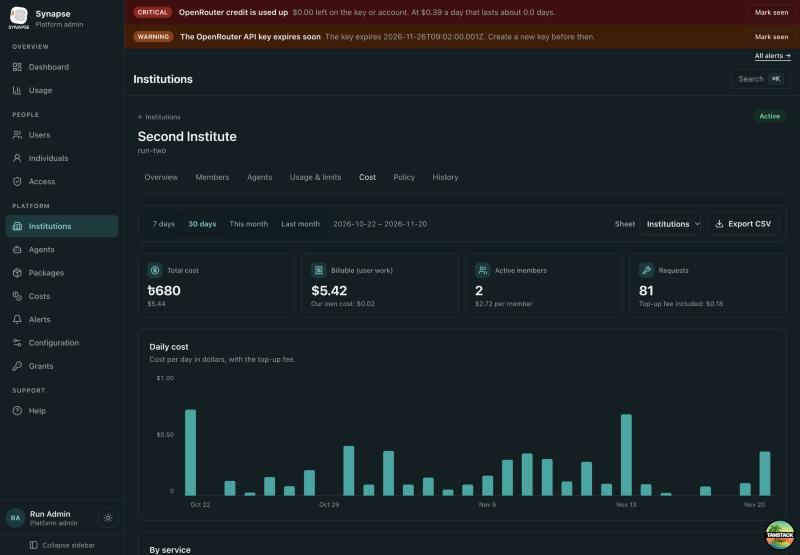 SYNAPSE
Synapse
Platform admin
OVERVIEW
Dashboard
Usage
PEOPLE
Users
Individuals
Access
PLATFORM
Institutions
Agents
Packages
Costs
Alerts
Configuration
Grants
SUPPORT
Help
RA
Run Admin
Platform admin
Collapse sidebar
CRITICAL OpenRouter credit is used up $0.00 left on the key or account. At $0.39 a day that lasts about 0.0 days. Mark seen
WARNING The OpenRouter API key expires soon The key expires 2026-11-26T09:02:00.001Z. Create a new key before then. Mark seen
All alerts →
Institutions
Search ⌘K
← Institutions
Active
Second Institute
run-two
Overview Members Agents Usage & limits Cost Policy History
7 days 30 days This month Last month 2026-10-22 – 2026-11-20 Sheet Institutions Export CSV
Total cost
৳680
$5.44
Billable (user work)
$5.42
Our own cost: $0.02
Active members
2
$2.72 per member
Requests
81
Top-up fee included: $0.18
Daily cost
Cost per day in dollars, with the top-up fee.
$1.00
$0.50
0
Oct 22 Oct 29 Nov 6 Nov 13 Nov 20
By service
TANSTACK